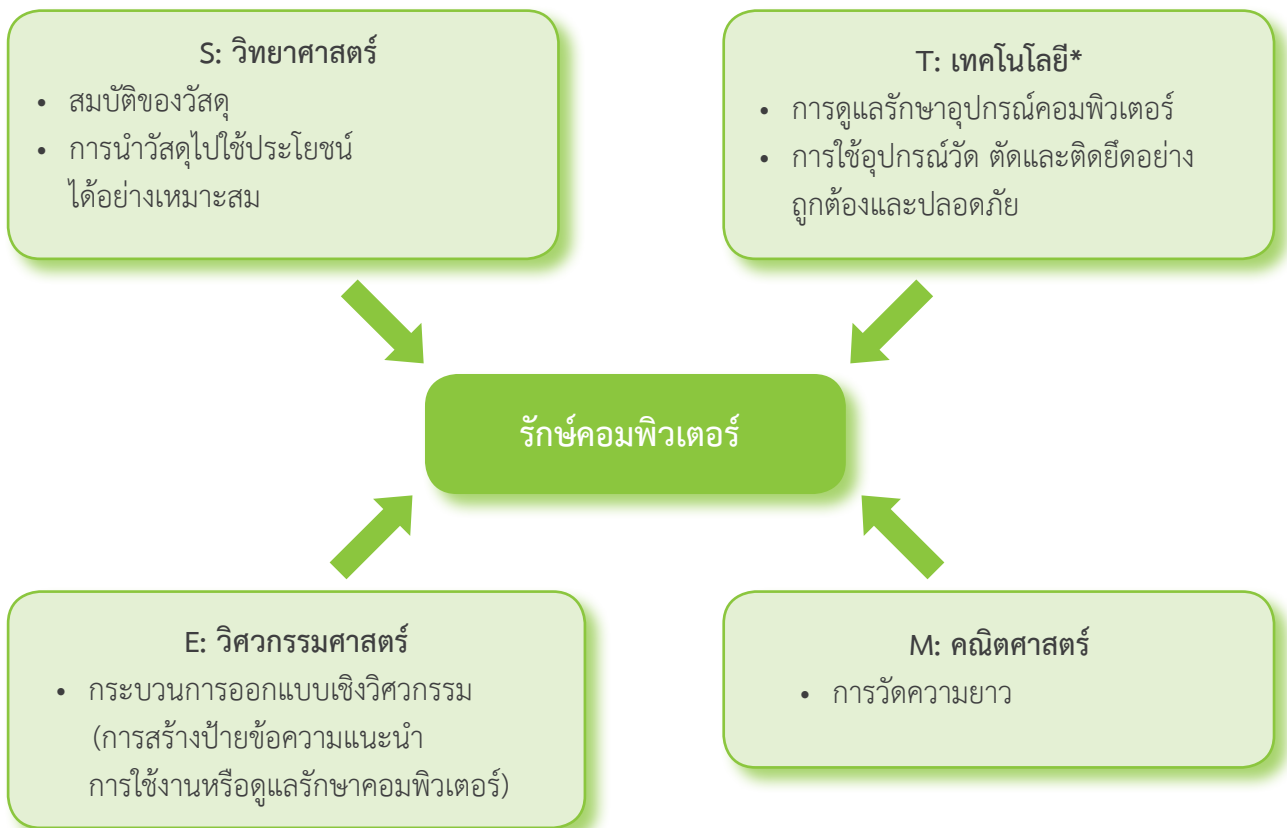 S: วิทยาศาสตร์
• สมบัติของวัสดุ
• การนำวัสดุไปใช้ประโยชน์
ได้อย่างเหมาะสม
T: เทคโนโลยี*
• การดูแลรักษาอุปกรณ์คอมพิวเตอร์
• การใช้อุปกรณ์วัด ตัดและติดยึดอย่าง
ถูกต้องและปลอดภัย
รักษ์คอมพิวเตอร์
E: วิศวกรรมศาสตร์
• กระบวนการออกแบบเชิงวิศวกรรม
(การสร้างป้ายข้อความแนะนำ
การใช้งานหรือดูแลรักษาคอมพิวเตอร์)
M: คณิตศาสตร์
• การวัดความยาว